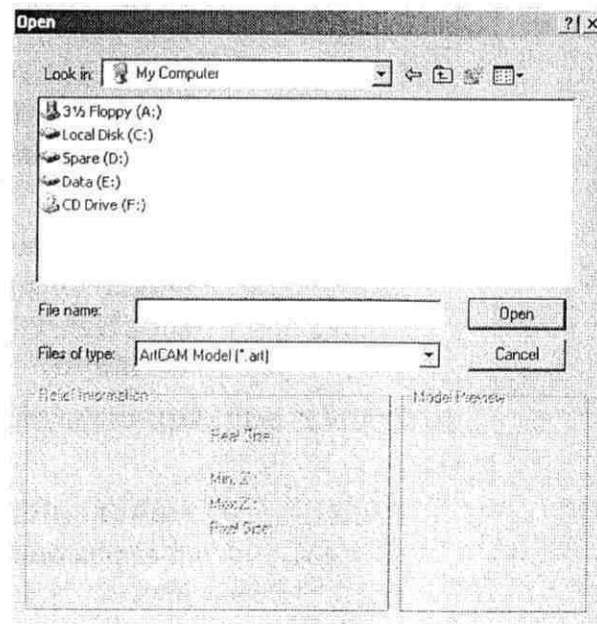 Open
Look in: My Computer
3½ Floppy (A:)
Local Disk (C:)
Spare (D:)
Data (E:)
CD Drive (F:)
File name: Open
Files of type: ArtCAM Model (*.art) Cancel
Relief Information Model Preview
Real Size:
Min. Z:
Max Z:
Pixel Size: